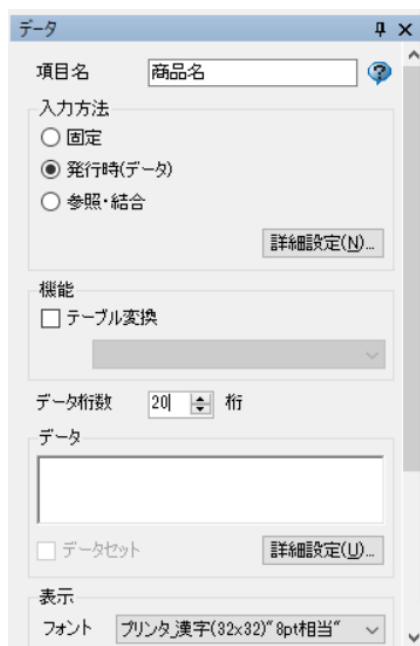 データ
項目名 商品名
入力方法
固定
発行時(データ)
参照・結合
詳細設定(N)...
機能
テーブル変換
データ桁数 20 桁
データ
データセット 詳細設定(U)...
表示
フォント プリンタ_漢字(32x32)"8pt相当"